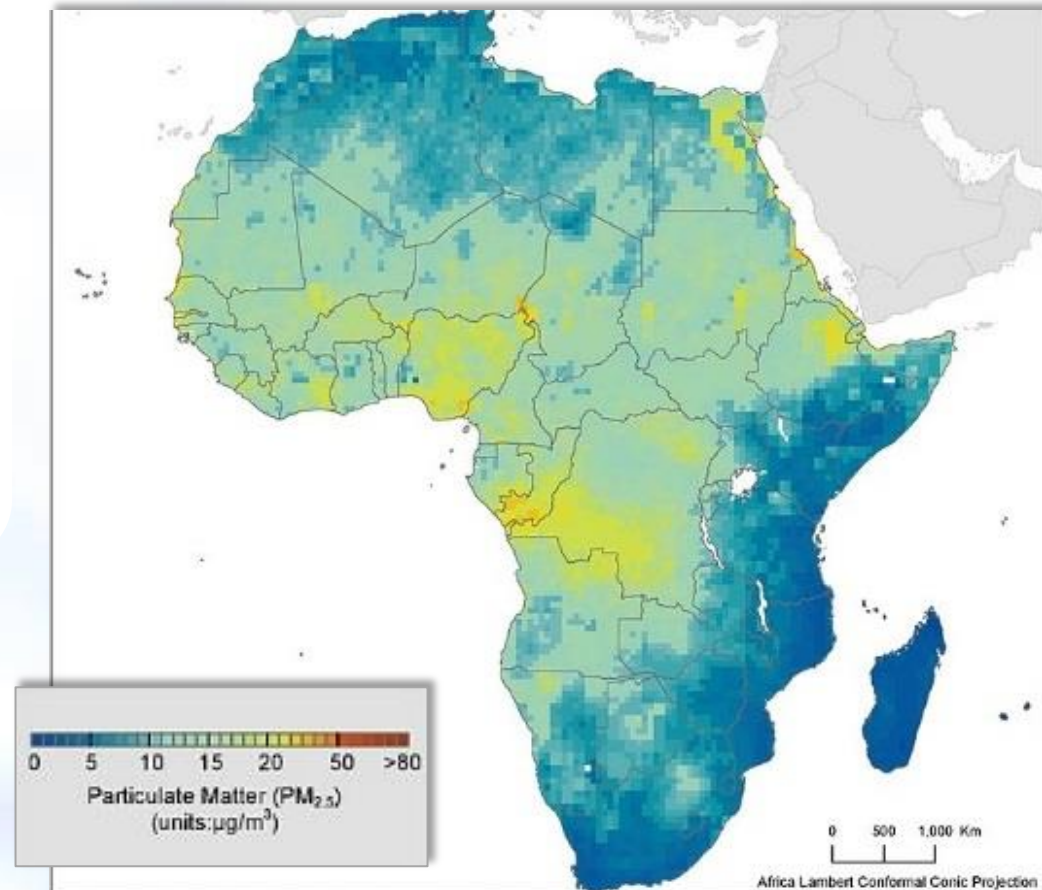 0 5 10 15 20 50 >80
Particulate Matter (PM₂.₅)
(units:µg/m³)
0 500 1,000 Km
Africa Lambert Conformal Conic Projection